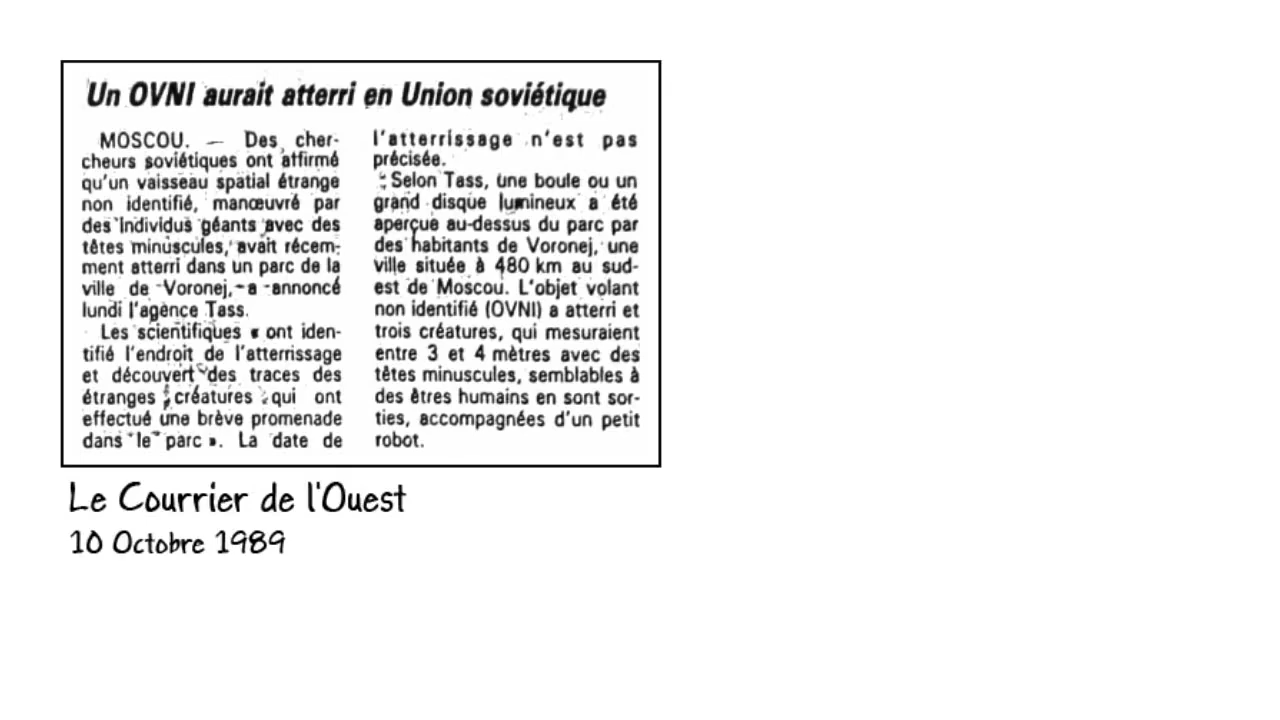 Un OVNI aurait atterri en Union soviétique
MOSCOU. — Des cher-
cheurs soviétiques ont affirmé
qu'un vaisseau spatial étrange
non identifié, manœuvré par
des individus géants avec des
têtes minuscules, avait récem-
ment atterri dans un parc de la
ville de Voronej, a annoncé
lundi l'agence Tass.
Les scientifiques « ont iden-
tifié l'endroit de l'atterrissage
et découvert des traces des
étranges créatures qui ont
effectué une brève promenade
dans le parc ». La date de
l'atterrissage n'est pas
précisée.
Selon Tass, une boule ou un
grand disque lumineux a été
aperçue au-dessus du parc par
des habitants de Voronej, une
ville située à 480 km au sud-
est de Moscou. L'objet volant
non identifié (OVNI) a atterri et
trois créatures, qui mesuraient
entre 3 et 4 mètres avec des
têtes minuscules, semblables à
des êtres humains en sont sor-
ties, accompagnées d'un petit
robot.
Le Courrier de l'Ouest
10 Octobre 1989